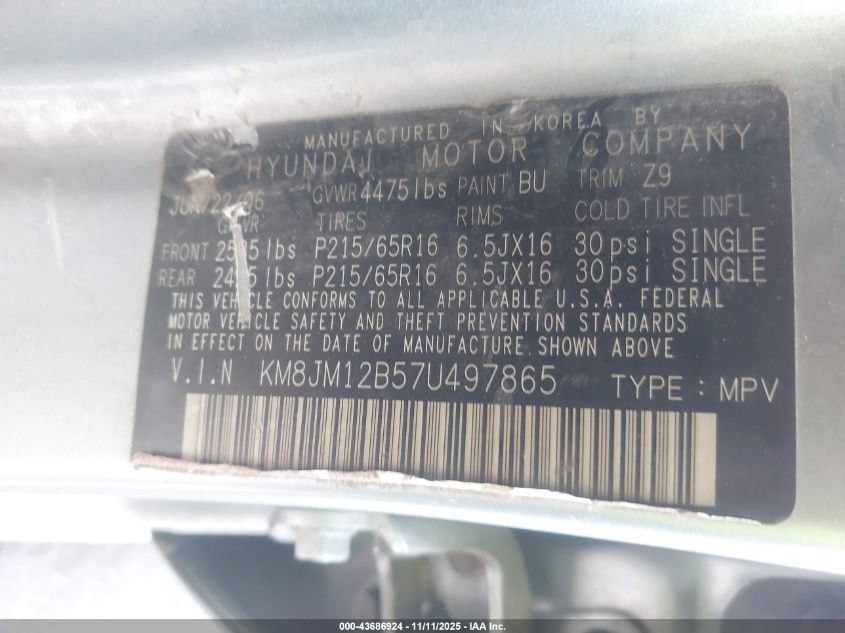 MANUFACTURED IN KOREA BY
HYUNDAI MOTOR COMPANY
GVWR 4475lbs PAINT BU TRIM Z9
TIRES RIMS COLD TIRE INFL
FRONT lbs P215/65R16 6.5JX16 30psi SINGLE
REAR lbs P215/65R16 6.5JX16 30psi SINGLE
THIS VEHICLE CONFORMS TO ALL APPLICABLE U.S.A. FEDERAL
MOTOR VEHICLE SAFETY AND THEFT PREVENTION STANDARDS
IN EFFECT ON THE DATE OF MANUFACTURE SHOWN ABOVE
V.I.N KM8JM12B57U497865 TYPE : MPV
000-43686924 - 11/11/2025 - IAA Inc.